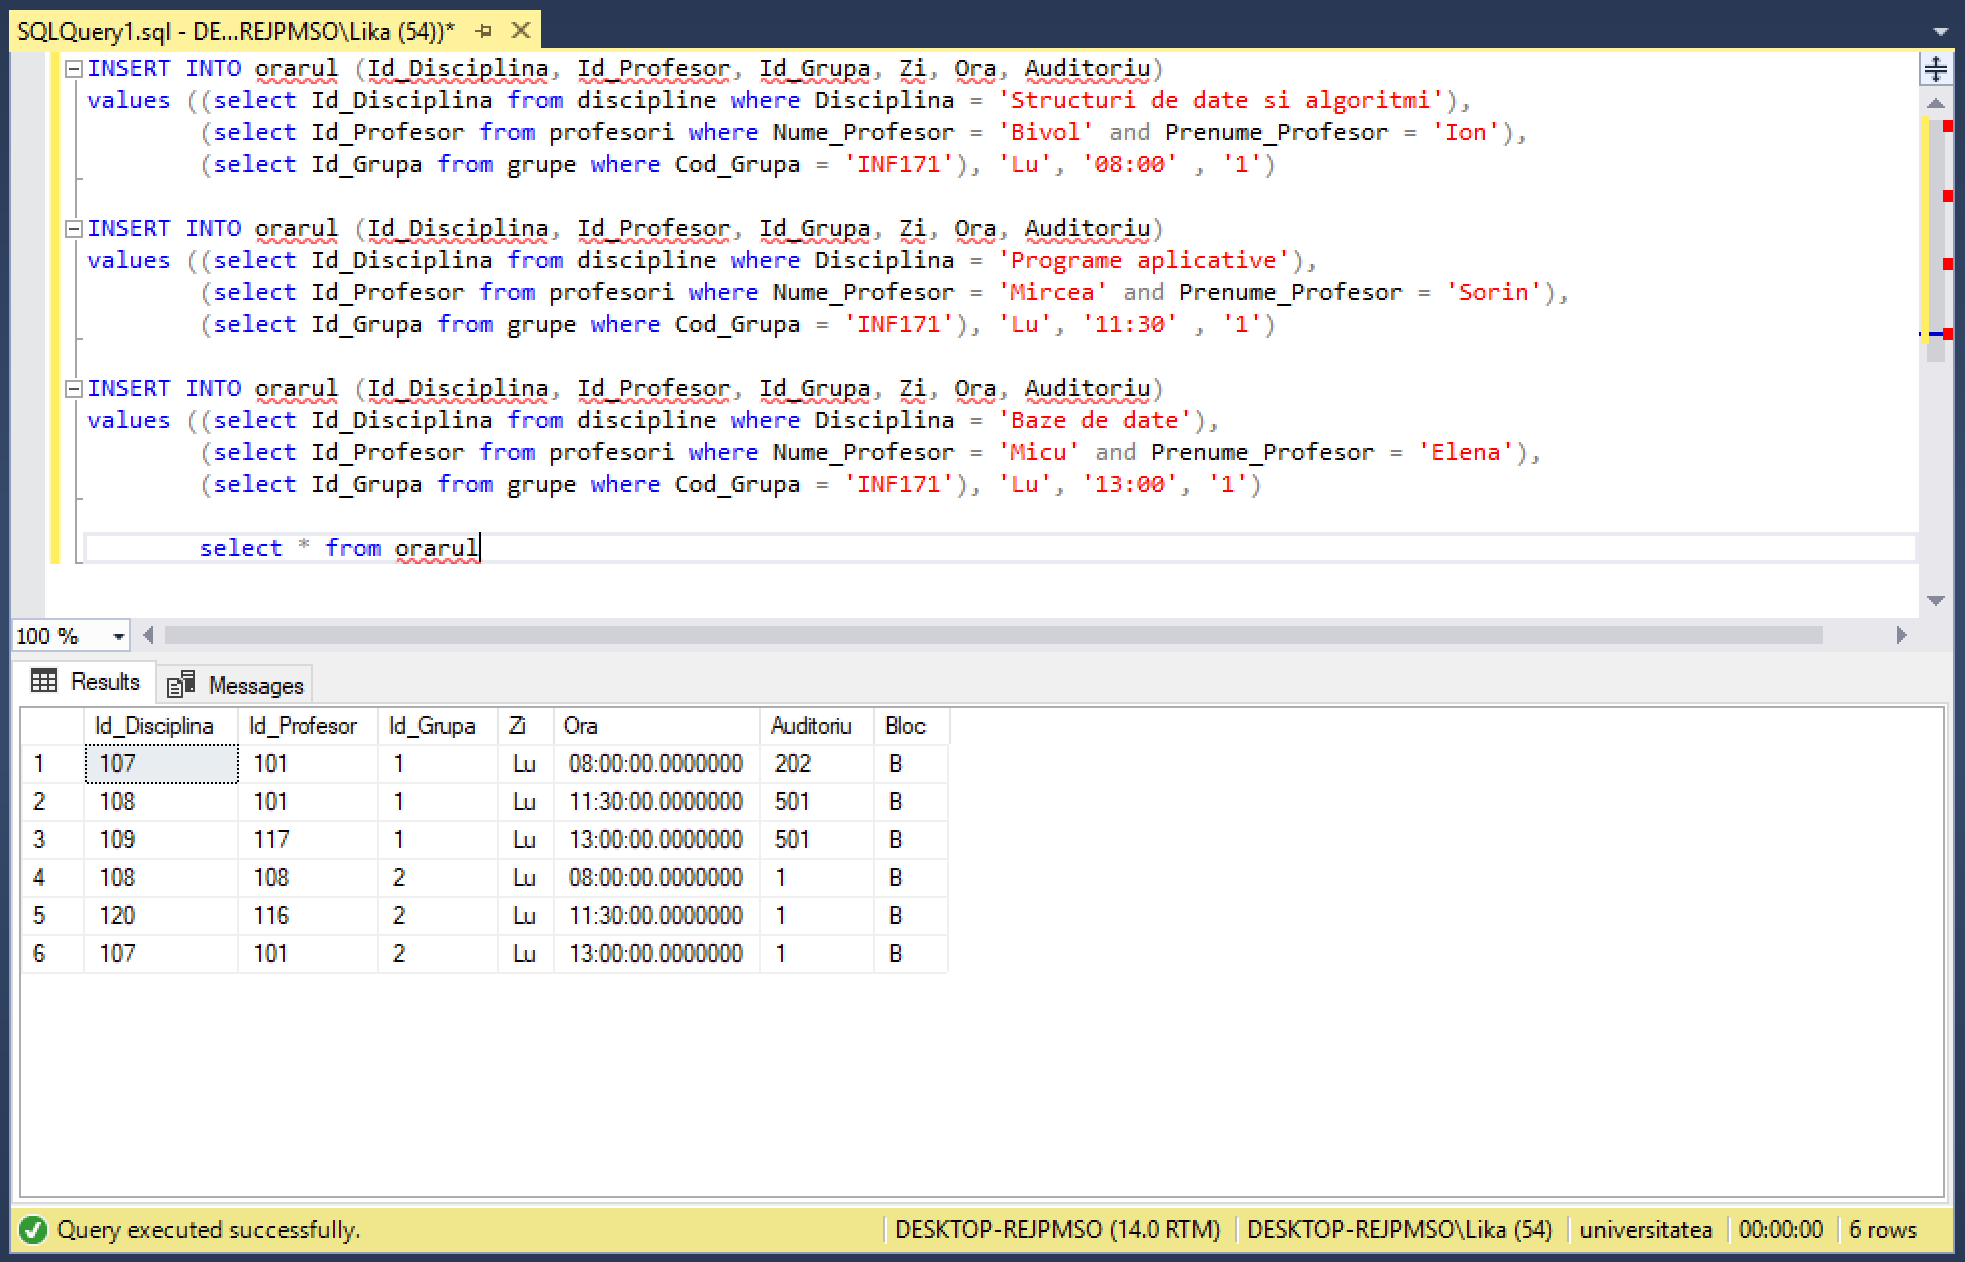 SQLQuery1.sql - DE...REJPMSO\Lika (54))*
INSERT INTO orarul (Id_Disciplina, Id_Profesor, Id_Grupa, Zi, Ora, Auditoriu)
values ((select Id_Disciplina from discipline where Disciplina = 'Structuri de date si algoritmi'),
(select Id_Profesor from profesori where Nume_Profesor = 'Bivol' and Prenume_Profesor = 'Ion'),
(select Id_Grupa from grupe where Cod_Grupa = 'INF171'), 'Lu', '08:00' , '1')
INSERT INTO orarul (Id_Disciplina, Id_Profesor, Id_Grupa, Zi, Ora, Auditoriu)
values ((select Id_Disciplina from discipline where Disciplina = 'Programe aplicative'),
(select Id_Profesor from profesori where Nume_Profesor = 'Mircea' and Prenume_Profesor = 'Sorin'),
(select Id_Grupa from grupe where Cod_Grupa = 'INF171'), 'Lu', '11:30' , '1')
INSERT INTO orarul (Id_Disciplina, Id_Profesor, Id_Grupa, Zi, Ora, Auditoriu)
values ((select Id_Disciplina from discipline where Disciplina = 'Baze de date'),
(select Id_Profesor from profesori where Nume_Profesor = 'Micu' and Prenume_Profesor = 'Elena'),
(select Id_Grupa from grupe where Cod_Grupa = 'INF171'), 'Lu', '13:00', '1')
select * from orarul
100 %
Results Messages
Id_Disciplina Id_Profesor Id_Grupa Zi Ora Auditoriu Bloc
1 107 101 1 Lu 08:00:00.0000000 202 B
2 108 101 1 Lu 11:30:00.0000000 501 B
3 109 117 1 Lu 13:00:00.0000000 501 B
4 108 108 2 Lu 08:00:00.0000000 1 B
5 120 116 2 Lu 11:30:00.0000000 1 B
6 107 101 2 Lu 13:00:00.0000000 1 B
Query executed successfully. DESKTOP-REJPMSO (14.0 RTM) DESKTOP-REJPMSO\Lika (54) universitatea 00:00:00 6 rows